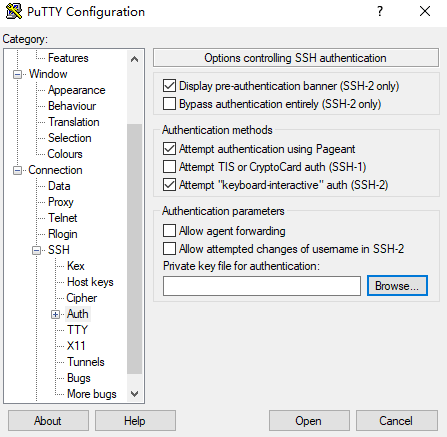 PuTTY Configuration
Category:
Features
Window
Appearance
Behaviour
Translation
Selection
Colours
Connection
Data
Proxy
Telnet
Rlogin
SSH
Kex
Host keys
Cipher
Auth
TTY
X11
Tunnels
Bugs
More bugs
Options controlling SSH authentication
Display pre-authentication banner (SSH-2 only)
Bypass authentication entirely (SSH-2 only)
Authentication methods
Attempt authentication using Pageant
Attempt TIS or CryptoCard auth (SSH-1)
Attempt "keyboard-interactive" auth (SSH-2)
Authentication parameters
Allow agent forwarding
Allow attempted changes of username in SSH-2
Private key file for authentication:
Browse...
About
Help
Open
Cancel